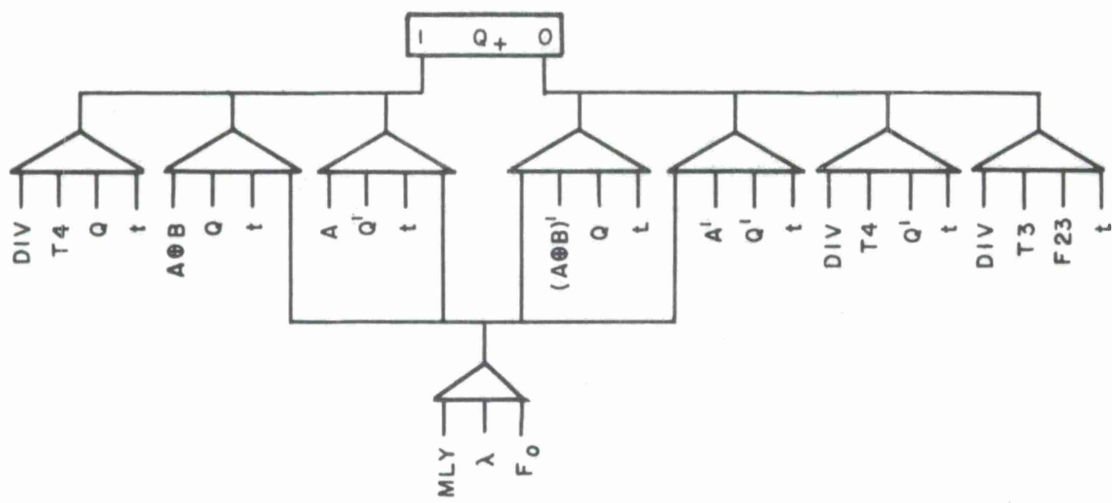 1 Q+ 0
DIV
T4
Q
t
A⊕B
Q
t
A
Q'
t
(A⊕B)'
Q
t
A'
Q'
t
DIV
T4
Q'
t
DIV
T3
F23
t
MLY
λ
F0